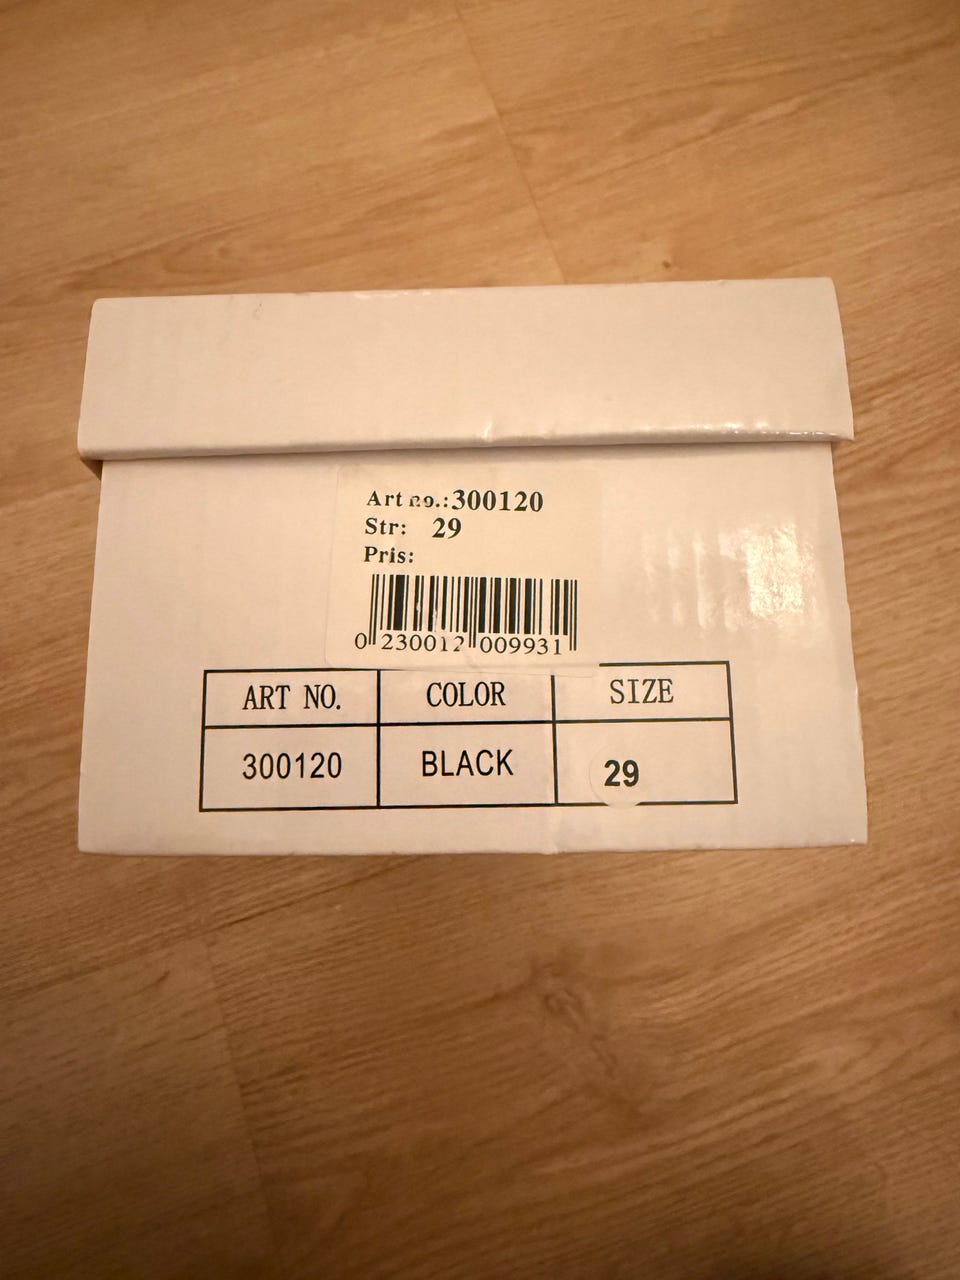 Art no.:300120
Str: 29
Pris:
0 230012 009931
ART NO. COLOR SIZE
300120 BLACK 29